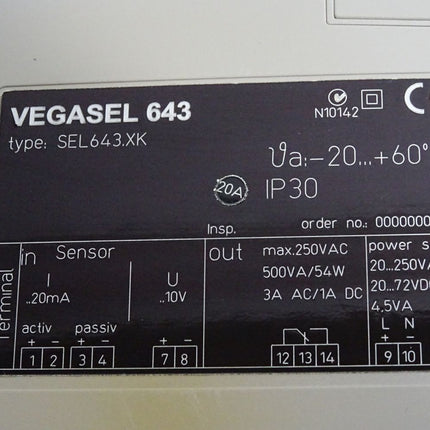 VEGASEL 643
type: SEL643.XK
N10142
C
ϑa:-20...+60°
20A
IP30
Insp.
order no.: 0000000
Terminal
in Sensor
I U
..20mA ..10V
activ passiv
+ - + - + -
1 2 3 4 7 8
out
max.250VAC
500VA/54W
3A AC/1A DC
12 13 14
power s
20...250VA
20...72VDC
4,5VA
L N
+ -
9 10